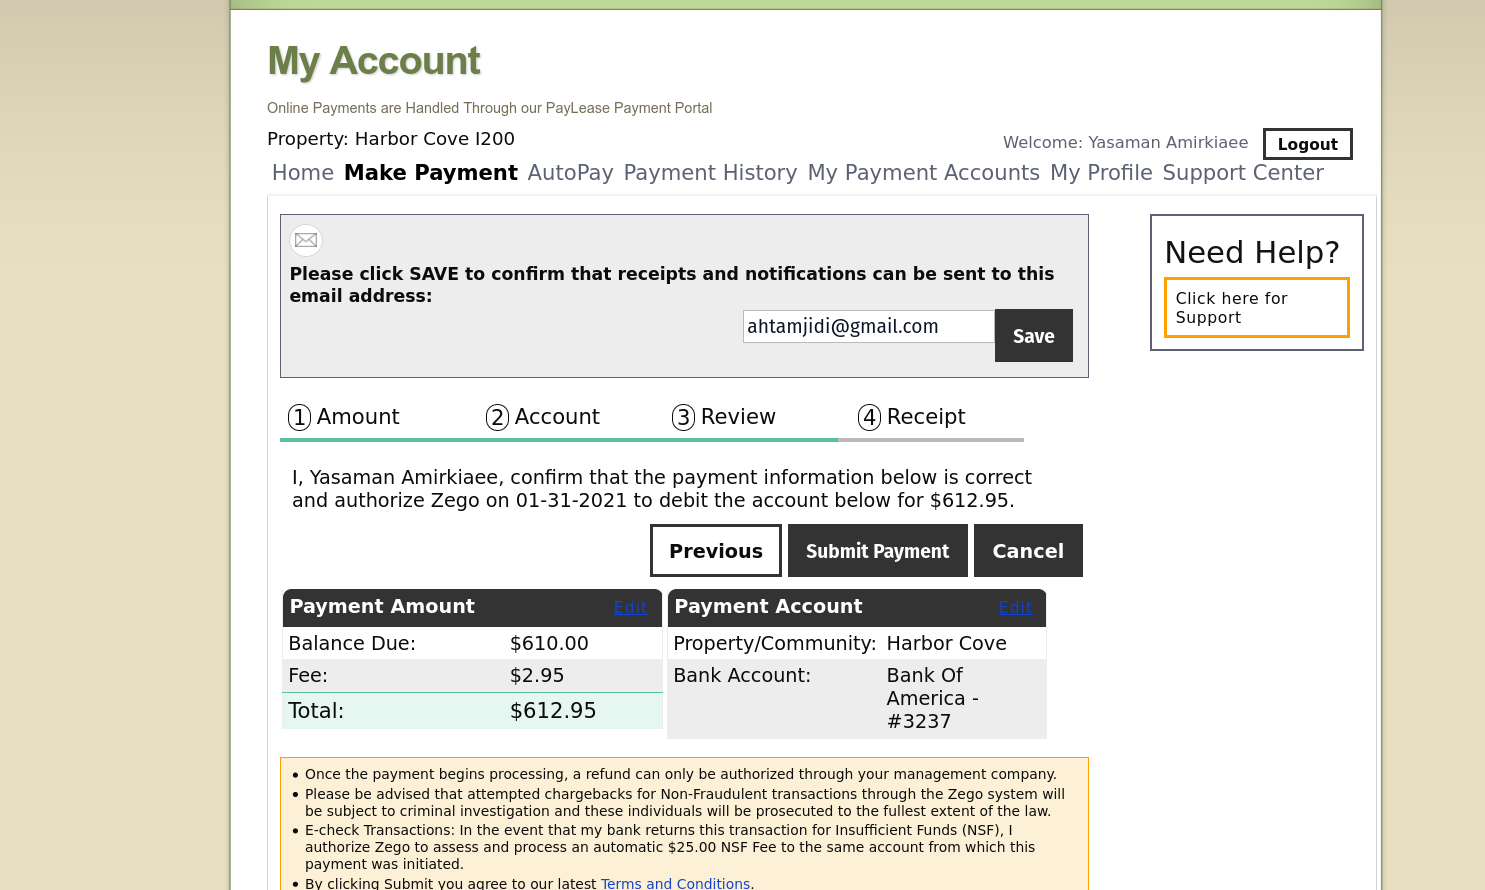 My Account
Online Payments are Handled Through our PayLease Payment Portal
Property: Harbor Cove I200
Welcome: Yasaman Amirkiaee
Logout
Home Make Payment AutoPay Payment History My Payment Accounts My Profile Support Center
Please click SAVE to confirm that receipts and notifications can be sent to this
email address:
ahtamjidi@gmail.com
Save
Need Help?
Click here for
Support
1 Amount 2 Account 3 Review 4 Receipt
I, Yasaman Amirkiaee, confirm that the payment information below is correct
and authorize Zego on 01-31-2021 to debit the account below for $612.95.
Previous Submit Payment Cancel
Payment Amount Edit
Balance Due: $610.00
Fee: $2.95
Total: $612.95
Payment Account Edit
Property/Community: Harbor Cove
Bank Account: Bank Of
America -
#3237
• Once the payment begins processing, a refund can only be authorized through your management company.
• Please be advised that attempted chargebacks for Non-Fraudulent transactions through the Zego system will
be subject to criminal investigation and these individuals will be prosecuted to the fullest extent of the law.
• E-check Transactions: In the event that my bank returns this transaction for Insufficient Funds (NSF), I
authorize Zego to assess and process an automatic $25.00 NSF Fee to the same account from which this
payment was initiated.
• By clicking Submit you agree to our latest Terms and Conditions.